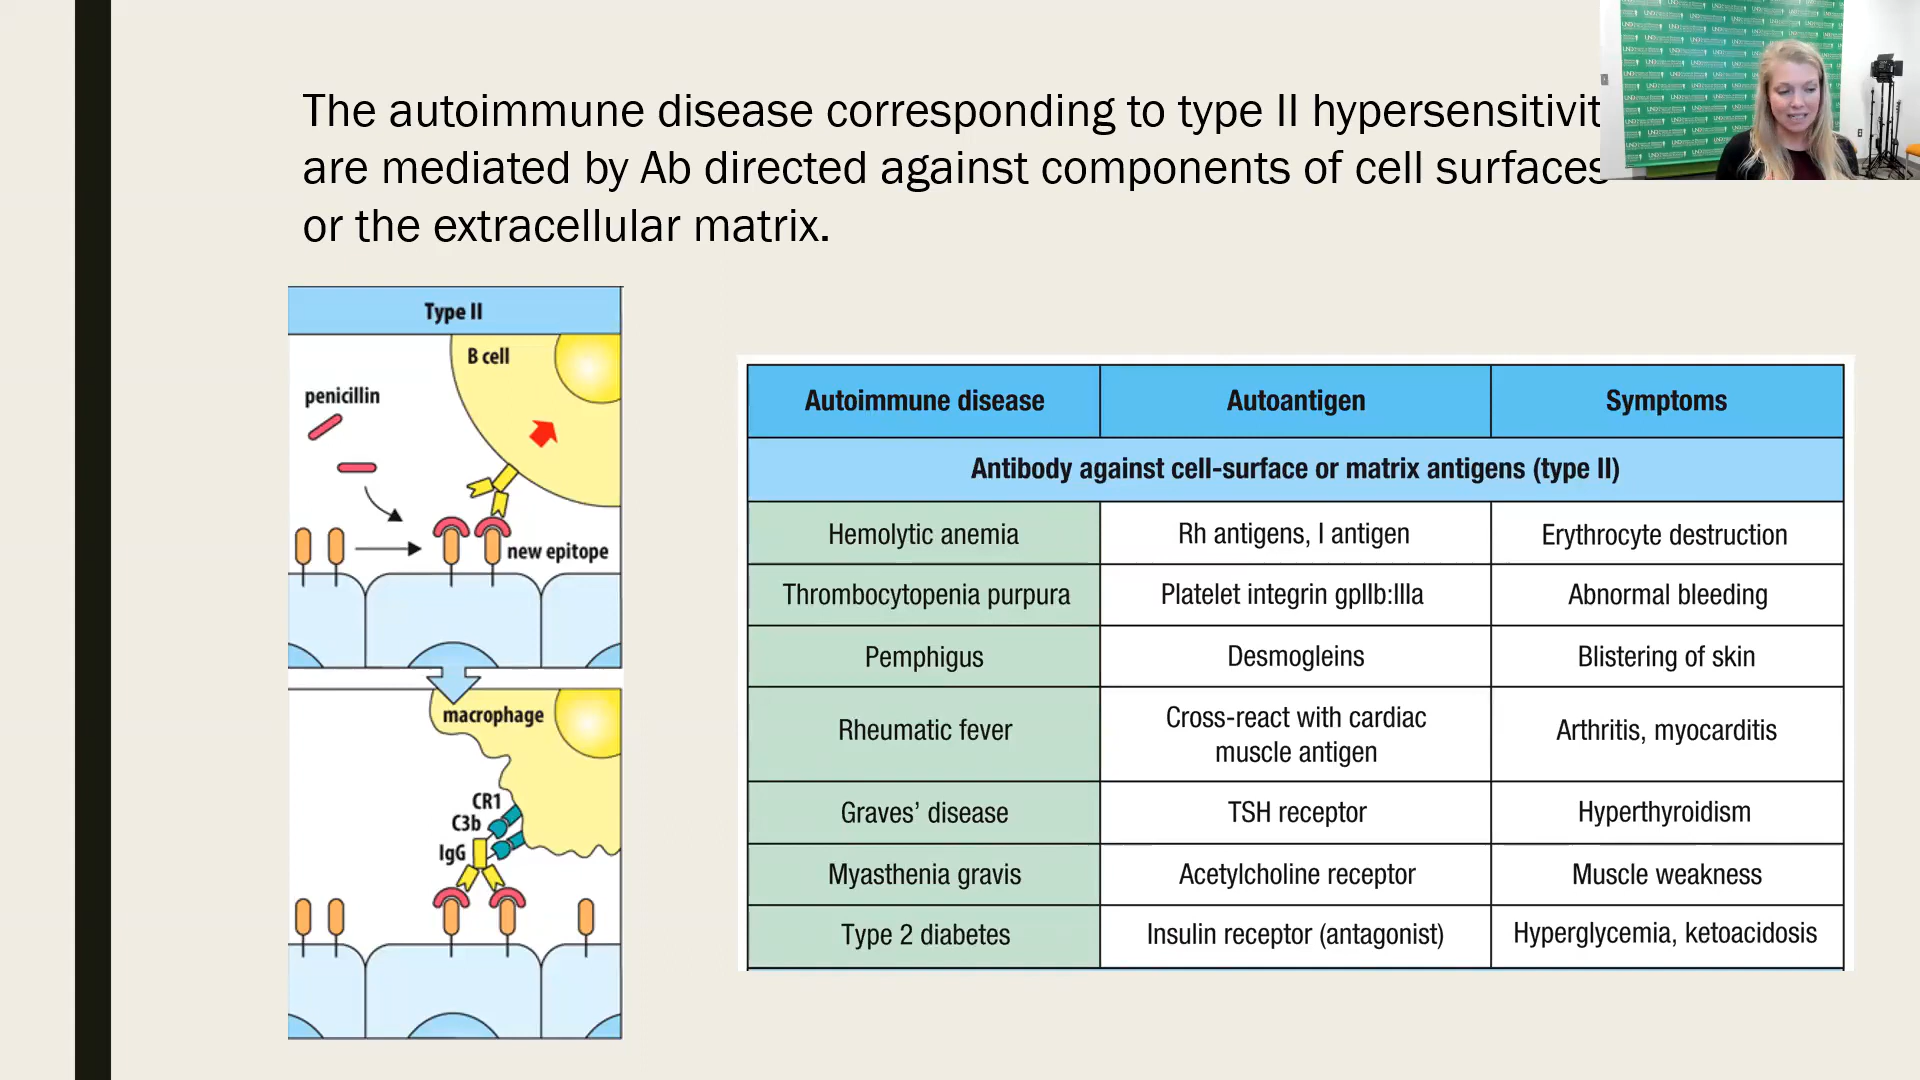 The autoimmune disease corresponding to type II hypersensitivit
are mediated by Ab directed against components of cell surfaces
or the extracellular matrix.
Type II
B cell
penicillin
new epitope
macrophage
CR1
C3b
IgG
Autoimmune disease Autoantigen Symptoms
Antibody against cell-surface or matrix antigens (type II)
Hemolytic anemia Rh antigens, I antigen Erythrocyte destruction
Thrombocytopenia purpura Platelet integrin gpIIb:IIIa Abnormal bleeding
Pemphigus Desmogleins Blistering of skin
Rheumatic fever Cross-react with cardiac muscle antigen Arthritis, myocarditis
Graves’ disease TSH receptor Hyperthyroidism
Myasthenia gravis Acetylcholine receptor Muscle weakness
Type 2 diabetes Insulin receptor (antagonist) Hyperglycemia, ketoacidosis